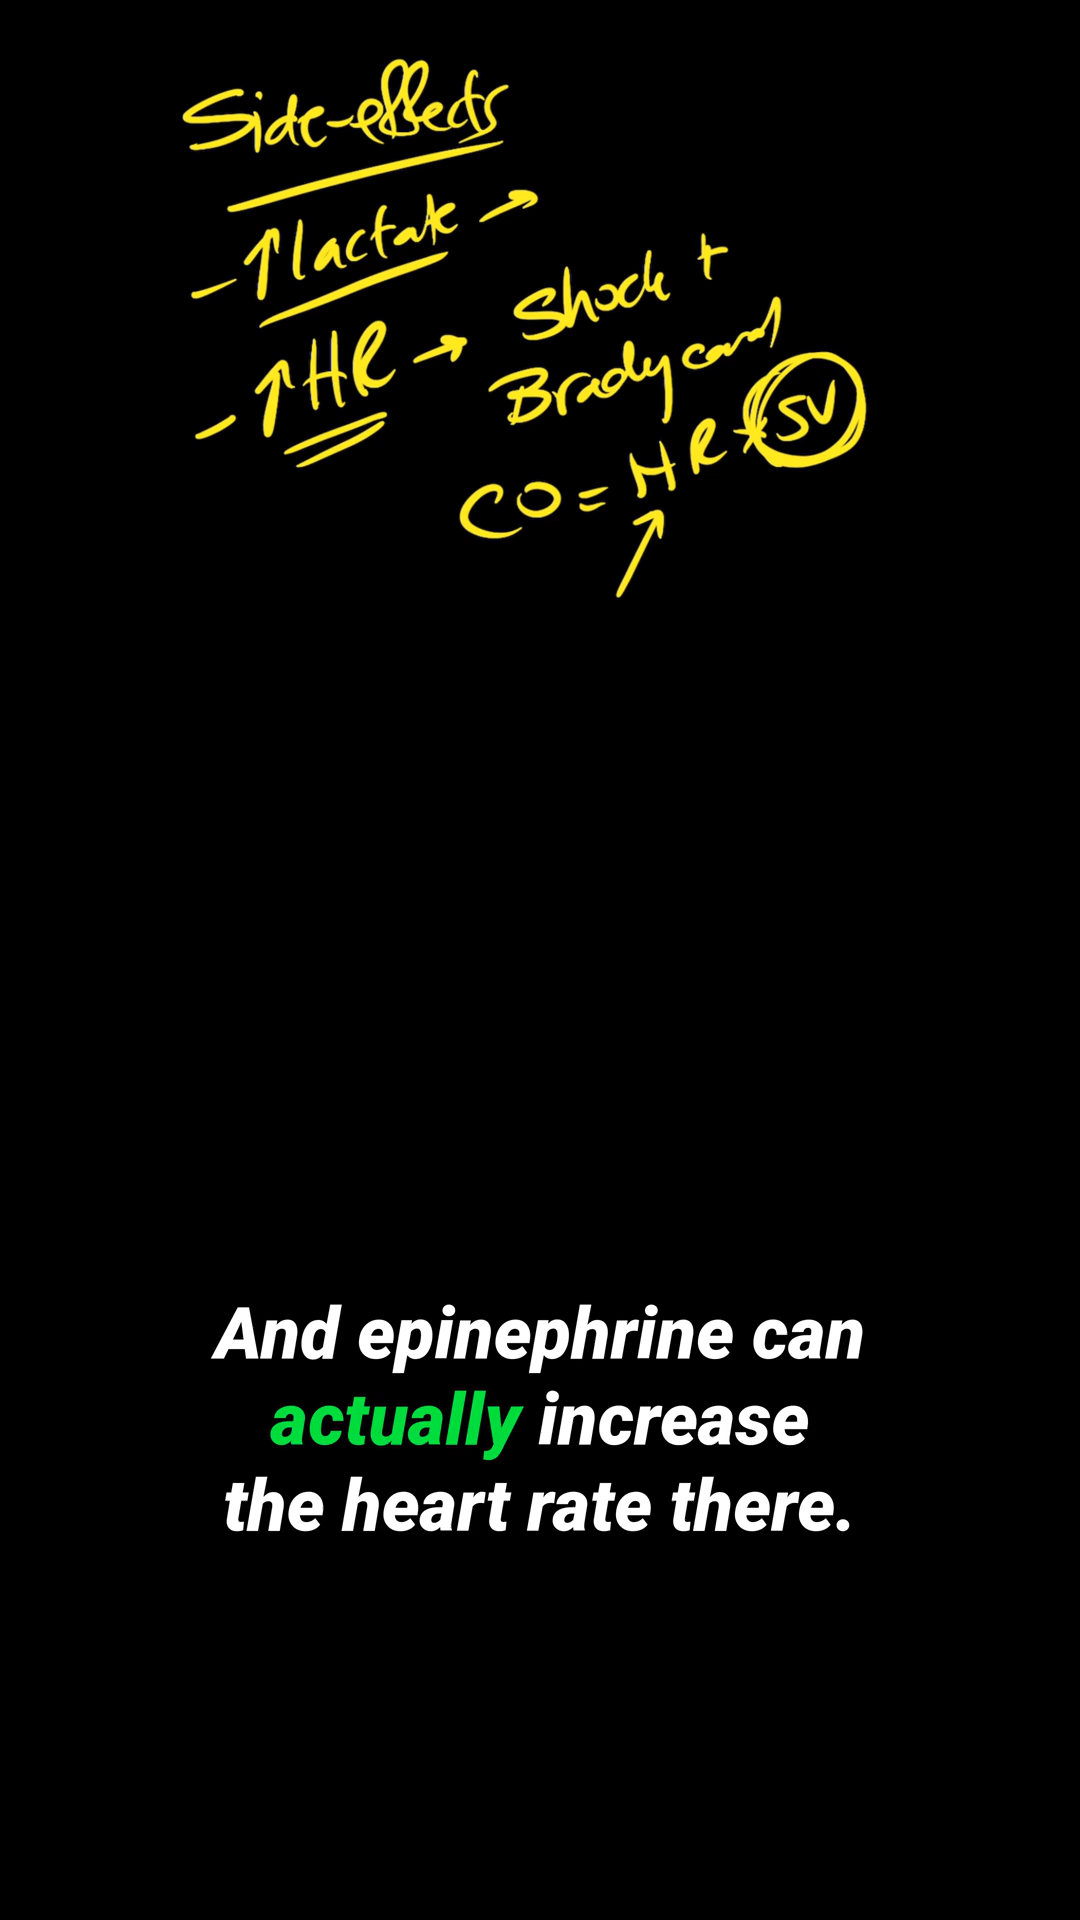 Side-effects
- ↑ lactate →
- ↑ HR → Shock +
Bradycard
CO = HR × SV
And epinephrine can
actually increase
the heart rate there.